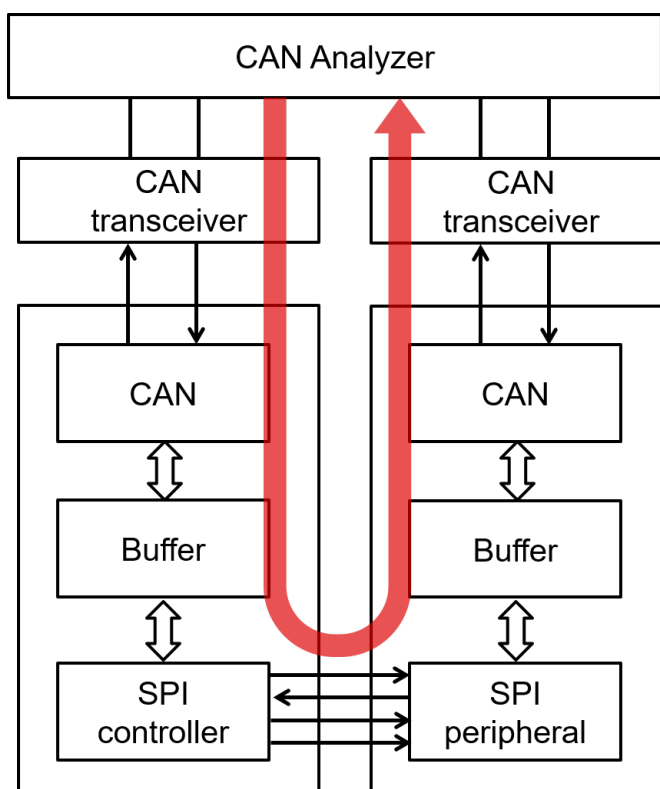 CAN Analyzer
CAN
transceiver
CAN
transceiver
CAN
CAN
Buffer
Buffer
SPI
controller
SPI
peripheral